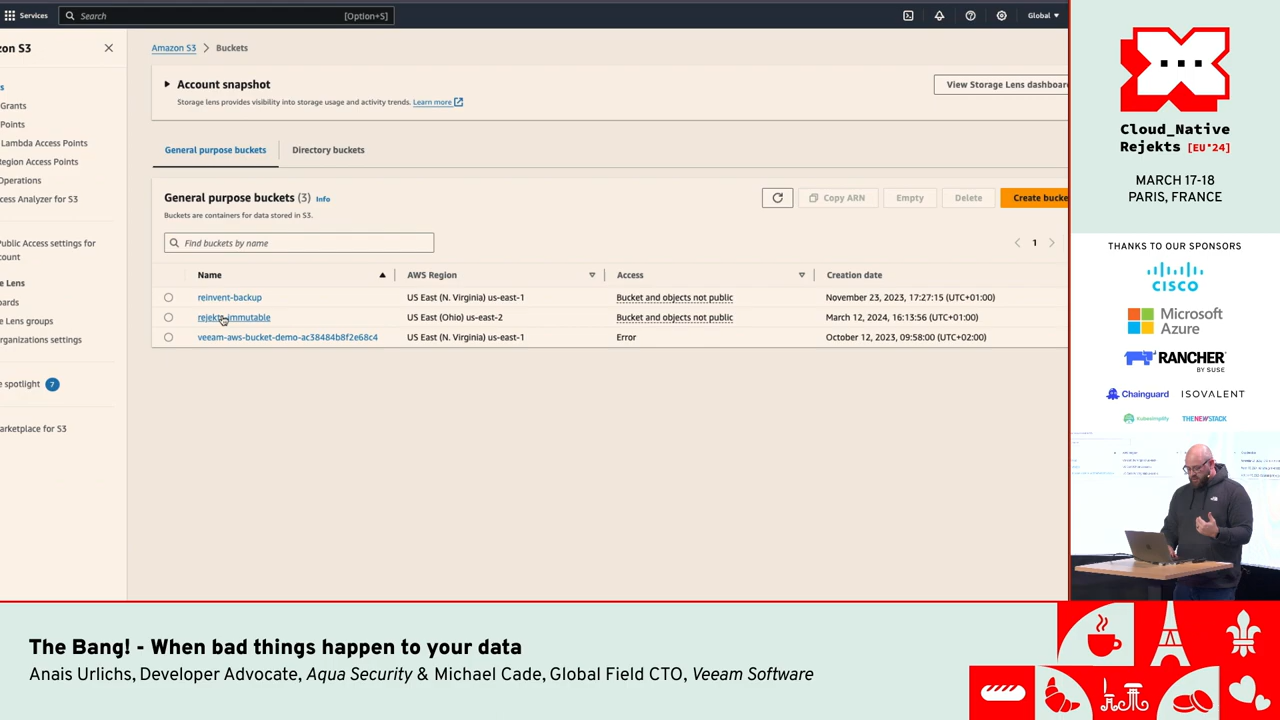 Services
Search
[Option+S]
Global
on S3
Amazon S3 > Buckets
s
Grants
Points
Lambda Access Points
Region Access Points
Operations
cess Analyzer for S3
Public Access settings for
count
e Lens
ards
e Lens groups
rganizations settings
e spotlight 7
arketplace for S3
Account snapshot
Storage lens provides visibility into storage usage and activity trends. Learn more
View Storage Lens dashboar
General purpose buckets
Directory buckets
General purpose buckets (3) Info
Buckets are containers for data stored in S3.
Copy ARN
Empty
Delete
Create bucke
Find buckets by name
1
Name AWS Region Access Creation date
reinvent-backup US East (N. Virginia) us-east-1 Bucket and objects not public November 23, 2023, 17:27:15 (UTC+01:00)
rejekts-immutable US East (Ohio) us-east-2 Bucket and objects not public March 12, 2024, 16:13:56 (UTC+01:00)
veeam-aws-bucket-demo-ac38484b8f2e68c4 US East (N. Virginia) us-east-1 Error October 12, 2023, 09:58:00 (UTC+02:00)
Cloud_Native
Rejekts [EU'24]
MARCH 17-18
PARIS, FRANCE
THANKS TO OUR SPONSORS
CISCO
Microsoft
Azure
RANCHER
BY SUSE
Chainguard
ISOVALENT
kubesimplify
THENEWSTACK
The Bang! - When bad things happen to your data
Anais Urlichs, Developer Advocate, Aqua Security & Michael Cade, Global Field CTO, Veeam Software